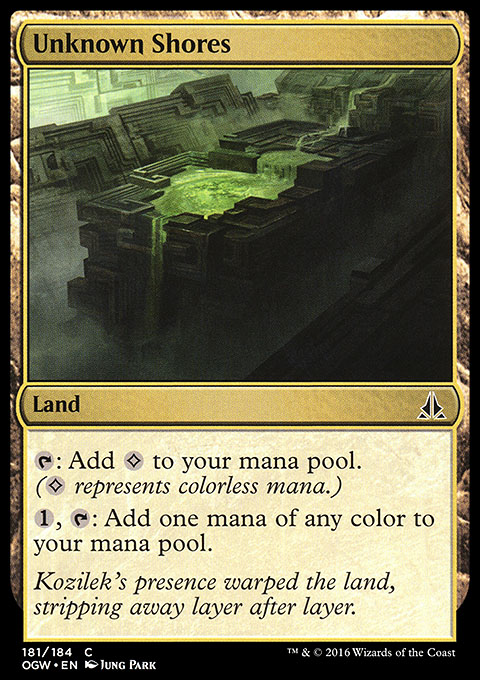 Unknown Shores
Land
: Add to your mana pool.
( represents colorless mana.)
1, : Add one mana of any color to
your mana pool.
Kozilek's presence warped the land,
stripping away layer after layer.
181/184 C
OGW • EN Jung Park
™ & © 2016 Wizards of the Coast